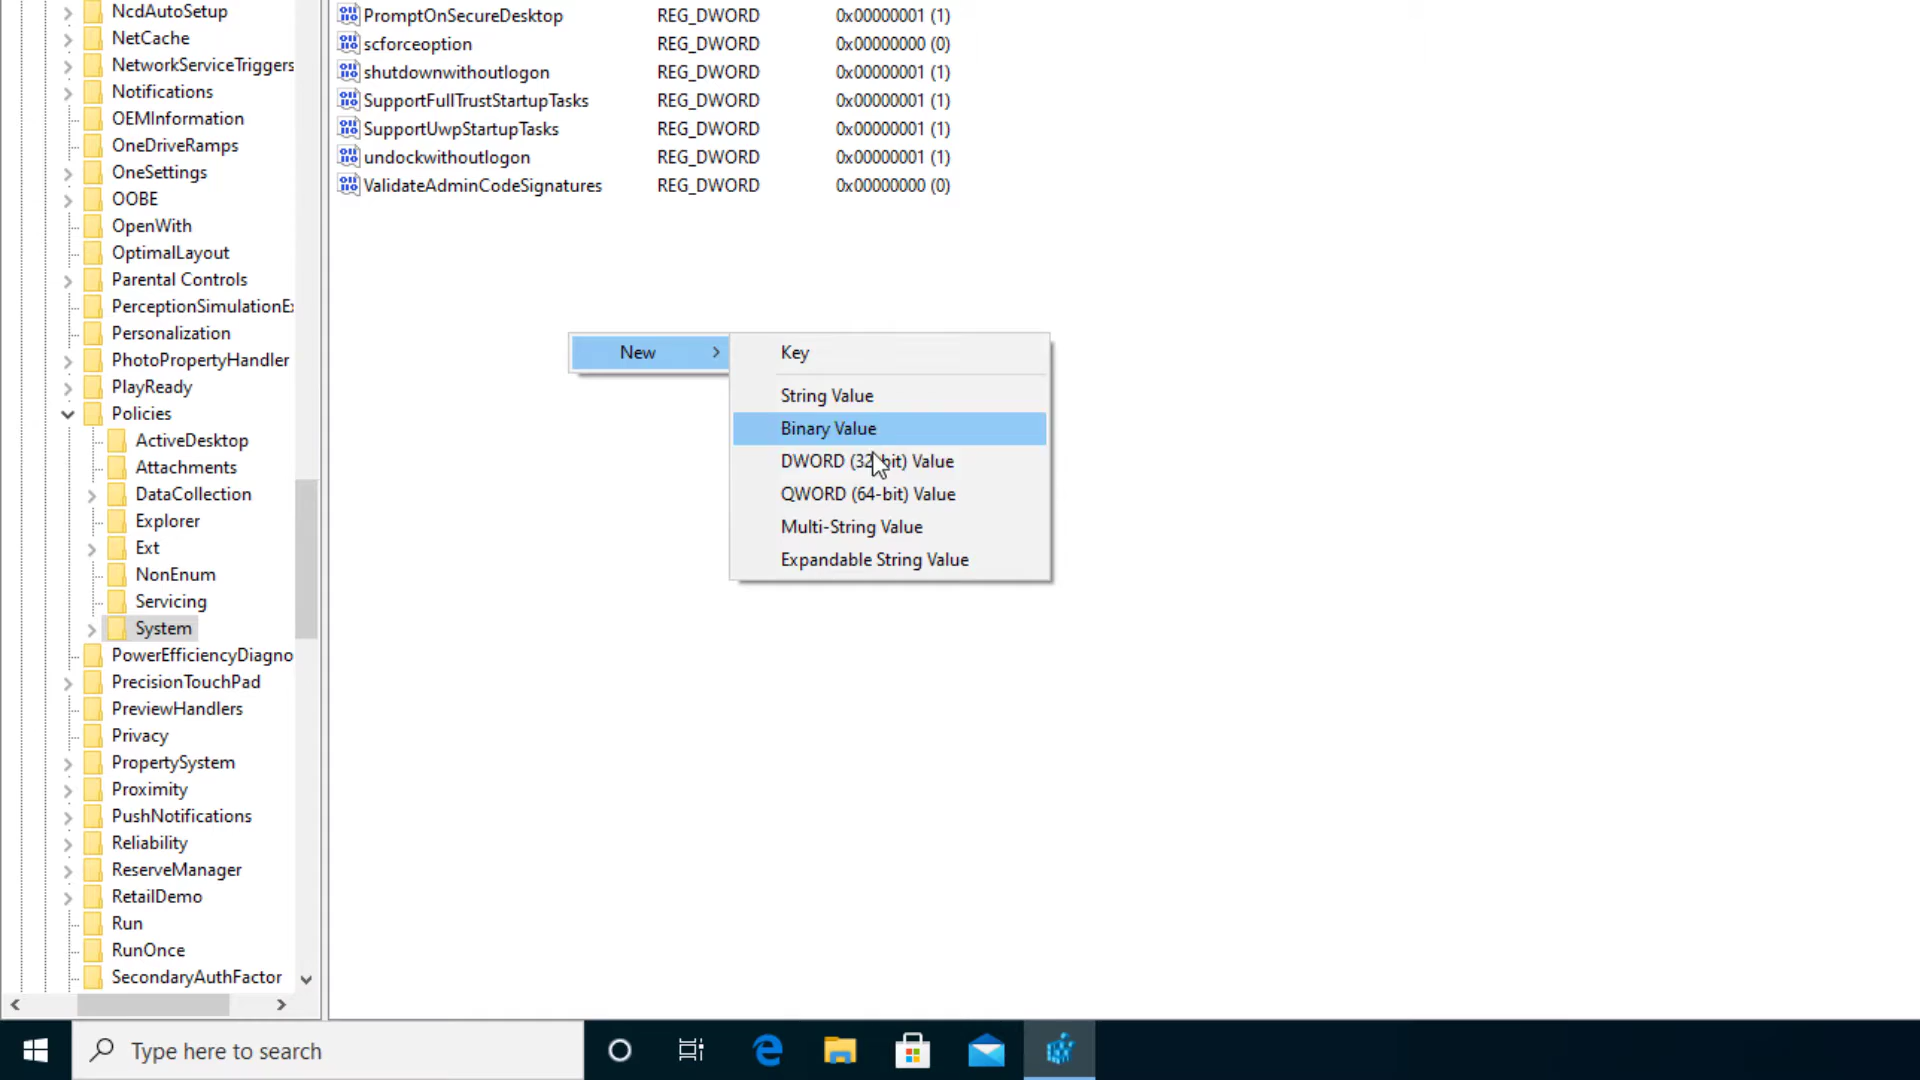 NcdAutoSetup
NetCache
NetworkServiceTriggers
Notifications
OEMInformation
OneDriveRamps
OneSettings
OOBE
OpenWith
OptimalLayout
Parental Controls
PerceptionSimulationEx
Personalization
PhotoPropertyHandler
PlayReady
Policies
ActiveDesktop
Attachments
DataCollection
Explorer
Ext
NonEnum
Servicing
System
PowerEfficiencyDiagno
PrecisionTouchPad
PreviewHandlers
Privacy
PropertySystem
Proximity
PushNotifications
Reliability
ReserveManager
RetailDemo
Run
RunOnce
SecondaryAuthFactor
PromptOnSecureDesktop REG_DWORD 0x00000001 (1)
scforceoption REG_DWORD 0x00000000 (0)
shutdownwithoutlogon REG_DWORD 0x00000001 (1)
SupportFullTrustStartupTasks REG_DWORD 0x00000001 (1)
SupportUwpStartupTasks REG_DWORD 0x00000001 (1)
undockwithoutlogon REG_DWORD 0x00000001 (1)
ValidateAdminCodeSignatures REG_DWORD 0x00000000 (0)
New
Key
String Value
Binary Value
DWORD (32-bit) Value
QWORD (64-bit) Value
Multi-String Value
Expandable String Value
Type here to search